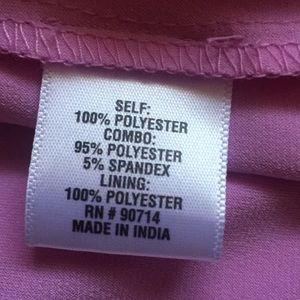 SELF:
100% POLYESTER
COMBO:
95% POLYESTER
5% SPANDEX
LINING:
100% POLYESTER
RN # 90714
MADE IN INDIA